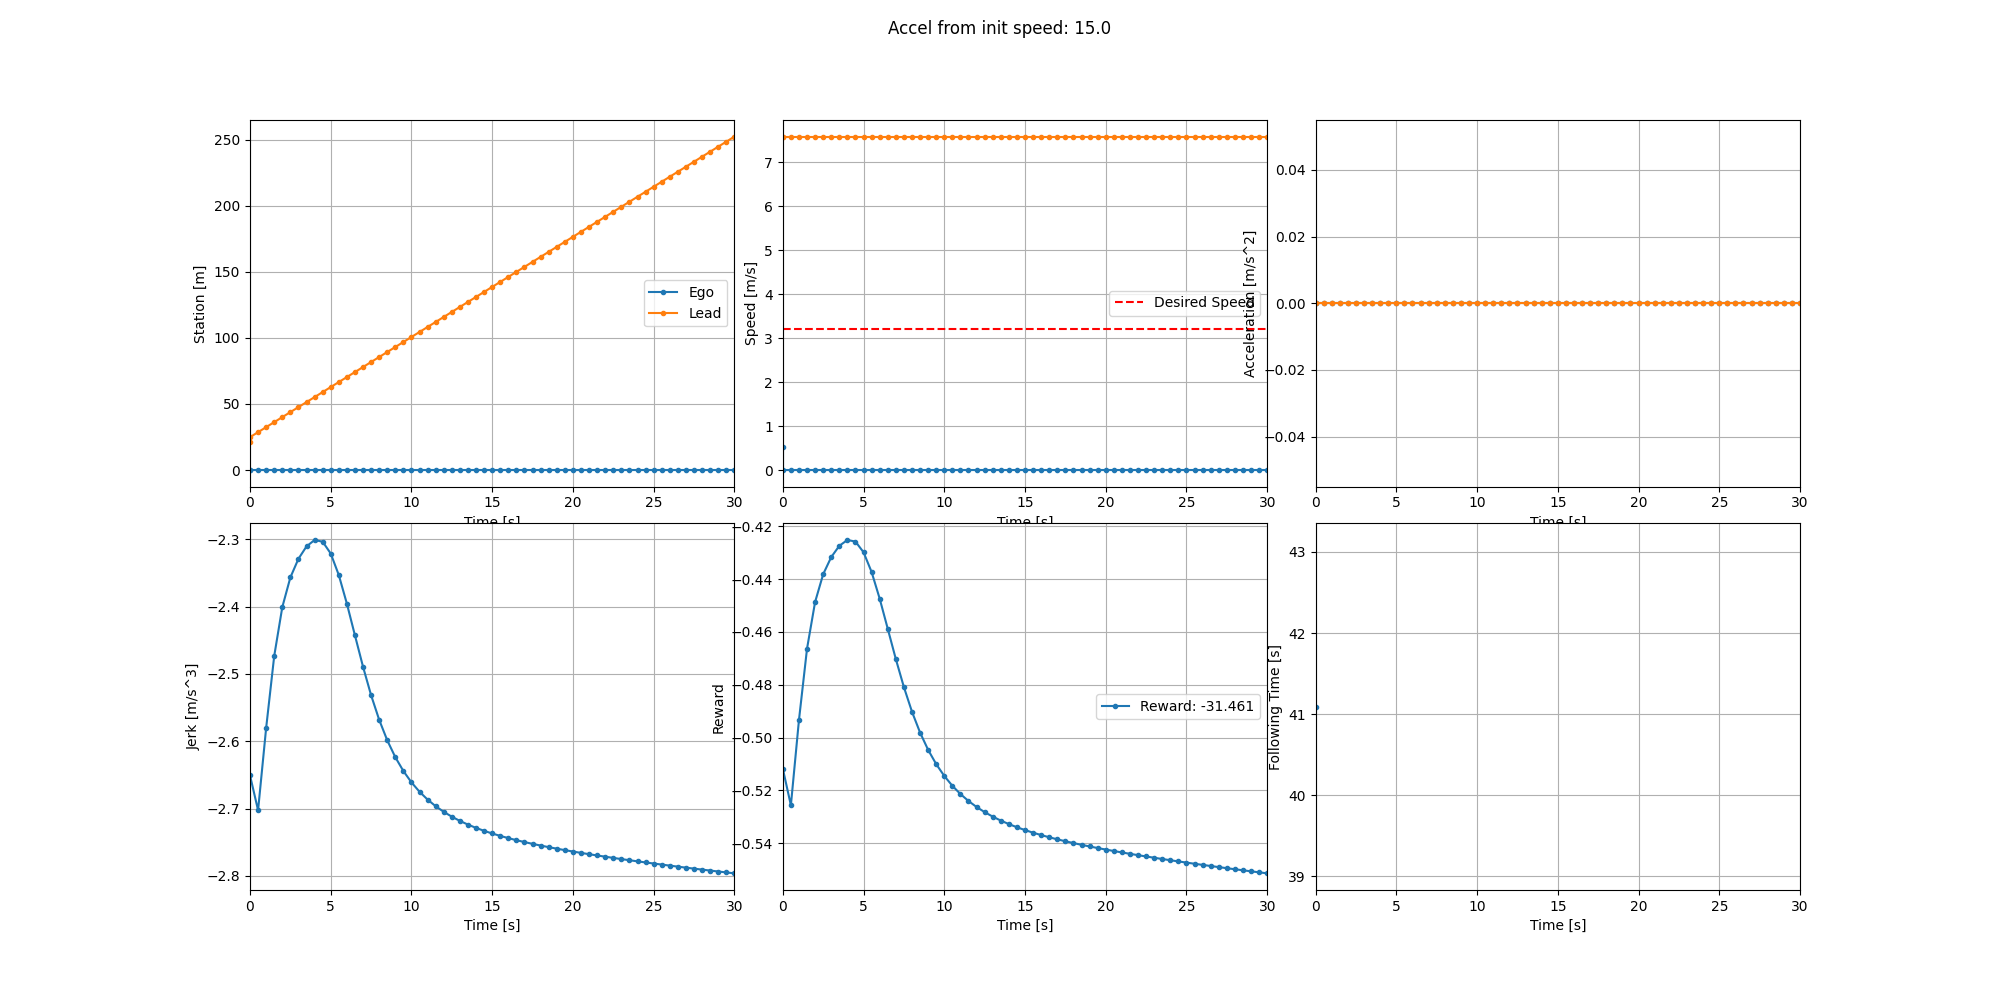 Accel from init speed: 15.0
250
200
150
100
50
0
Station [m]
Ego
Lead
0 5 10 15 20 25 30
Time [s]
7
6
5
4
3
2
1
0
Speed [m/s]
Desired Speed
0 5 10 15 20 25 30
Time [s]
0.04
0.02
0.00
−0.02
−0.04
Acceleration [m/s^2]
0 5 10 15 20 25 30
Time [s]
−2.3
−2.4
−2.5
−2.6
−2.7
−2.8
Jerk [m/s^3]
0 5 10 15 20 25 30
Time [s]
−0.42
−0.44
−0.46
−0.48
−0.50
−0.52
−0.54
Reward
Reward: -31.461
0 5 10 15 20 25 30
Time [s]
43
42
41
40
39
Following Time [s]
0 5 10 15 20 25 30
Time [s]